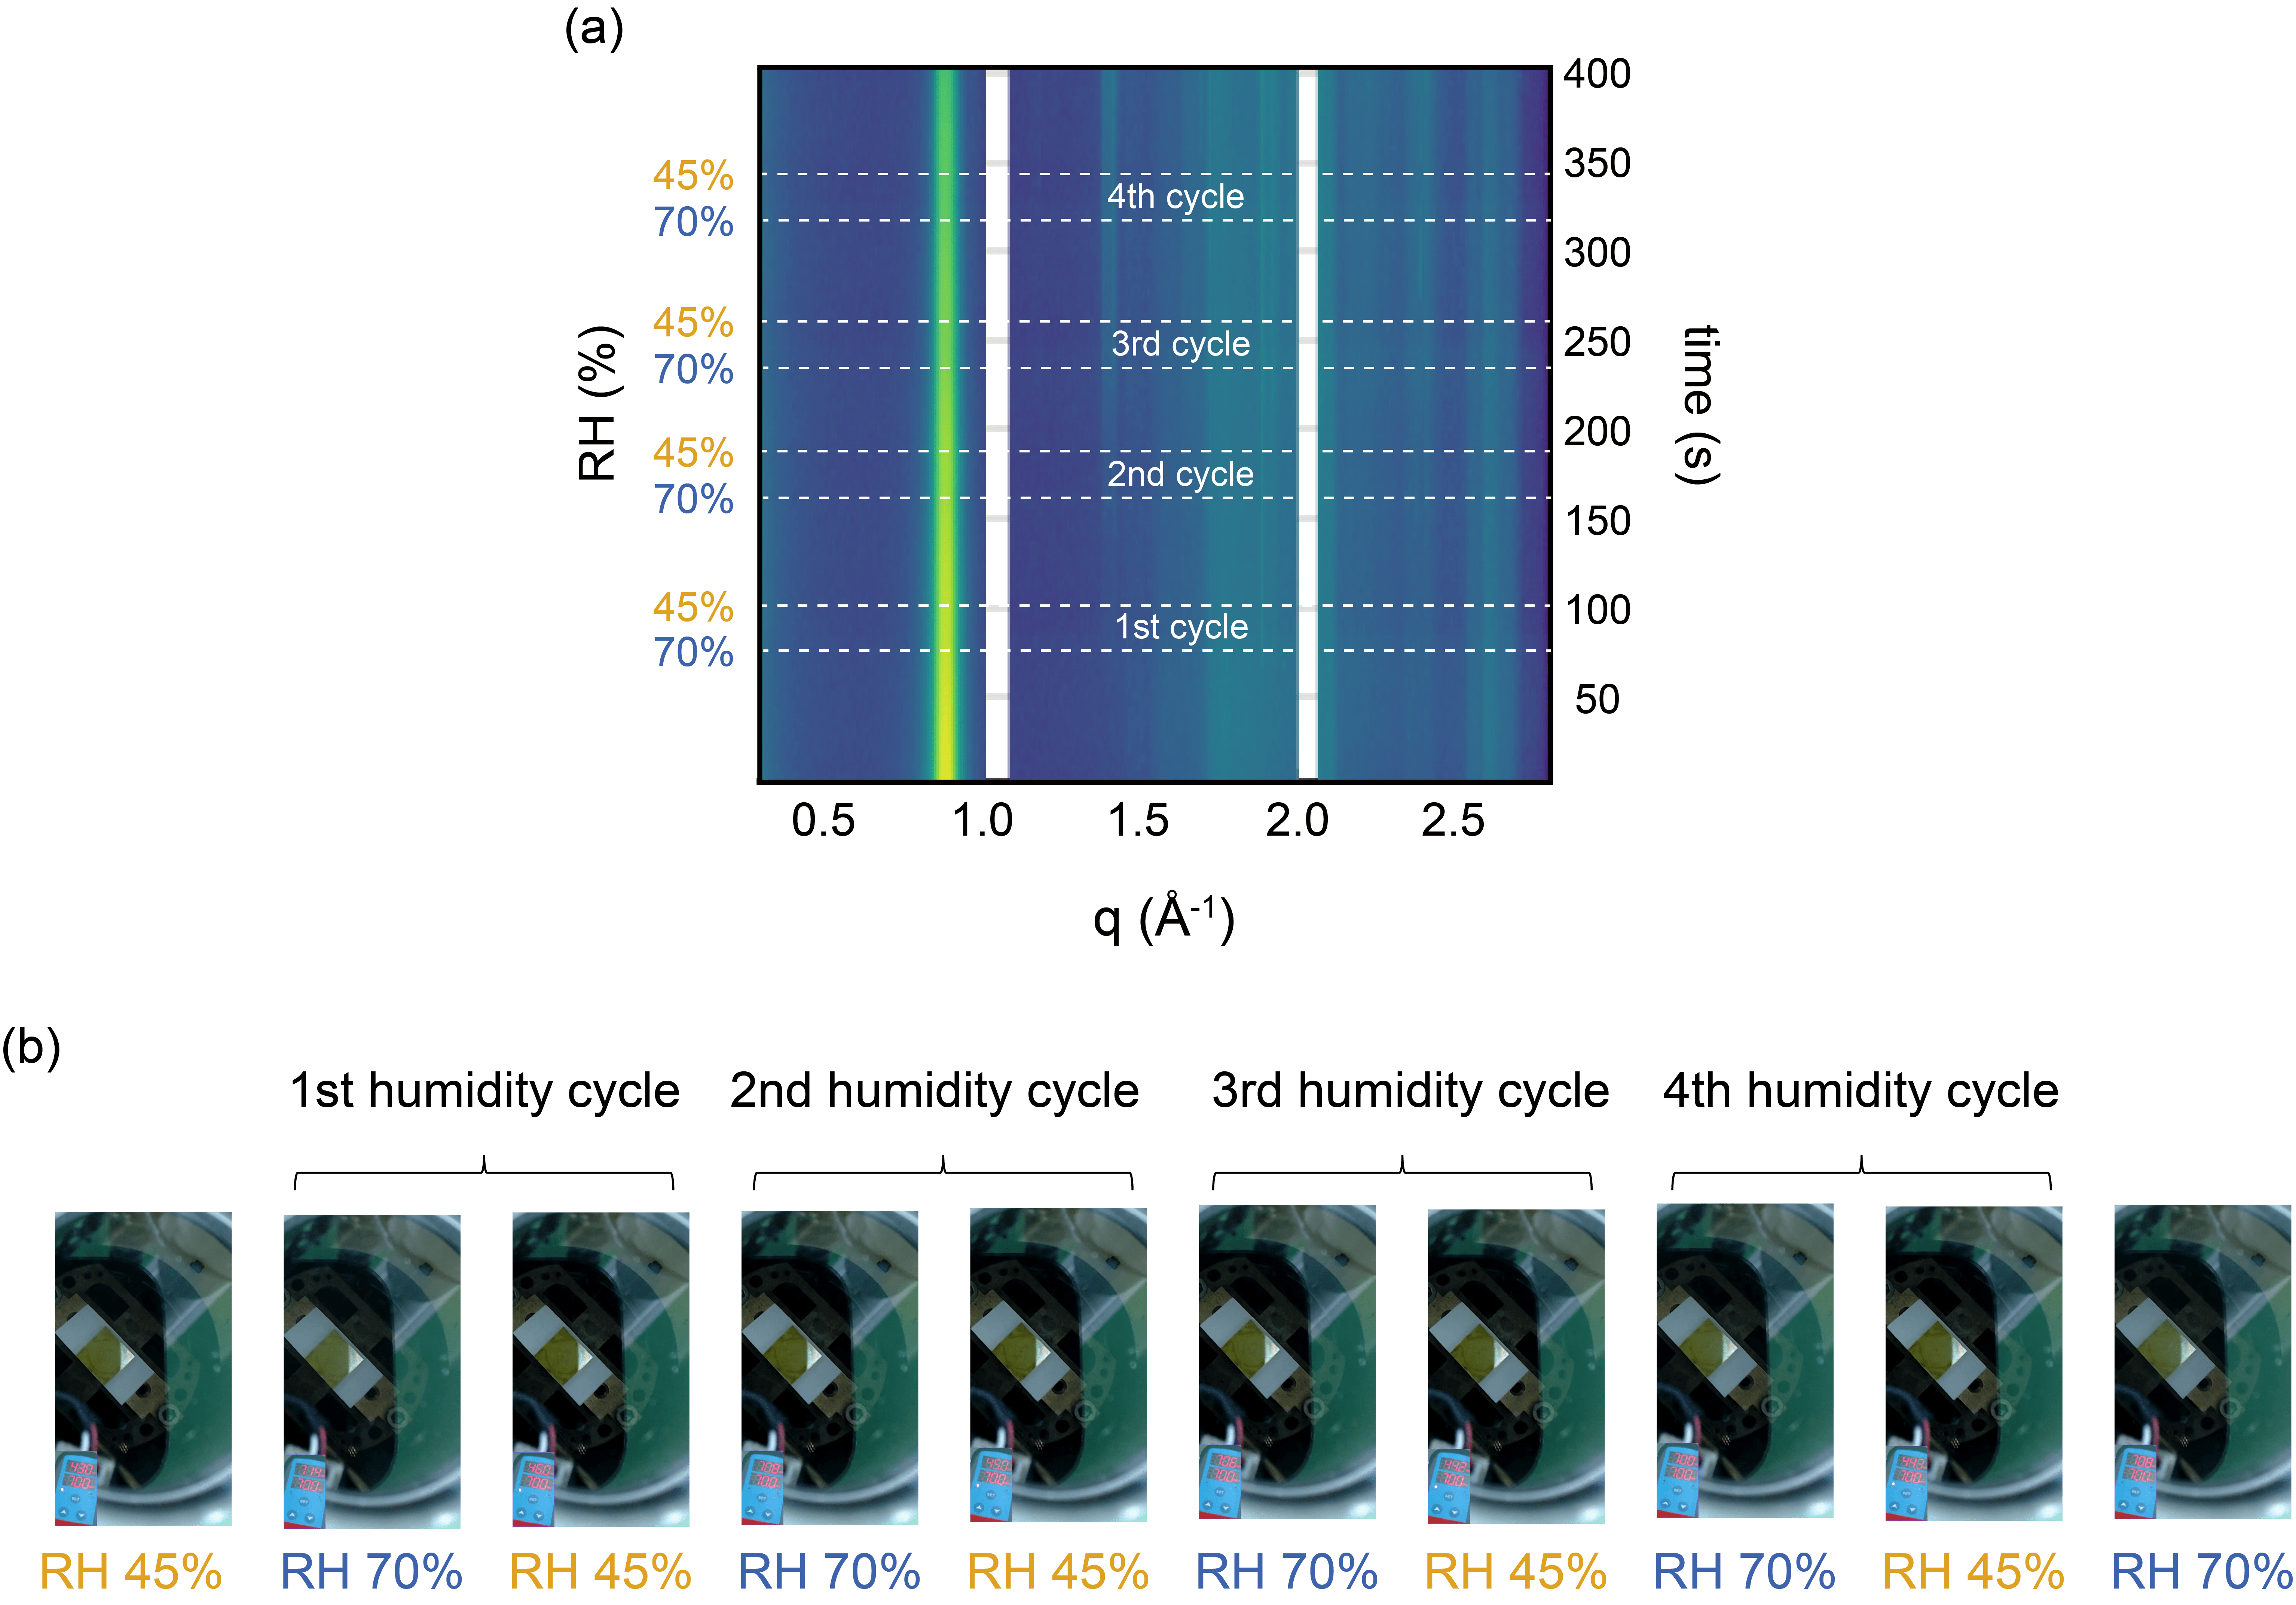 (a)
400
45%
350
4th cycle
70%
300
45%
250
3rd cycle
70%
RH (%)
time (s)
200
45%
2nd cycle
70%
150
45%
100
1st cycle
70%
50
0.5 1.0 1.5 2.0 2.5
q (Å-1)
(b)
1st humidity cycle 2nd humidity cycle 3rd humidity cycle 4th humidity cycle
RH 45% RH 70% RH 45% RH 70% RH 45% RH 70% RH 45% RH 70% RH 45% RH 70%